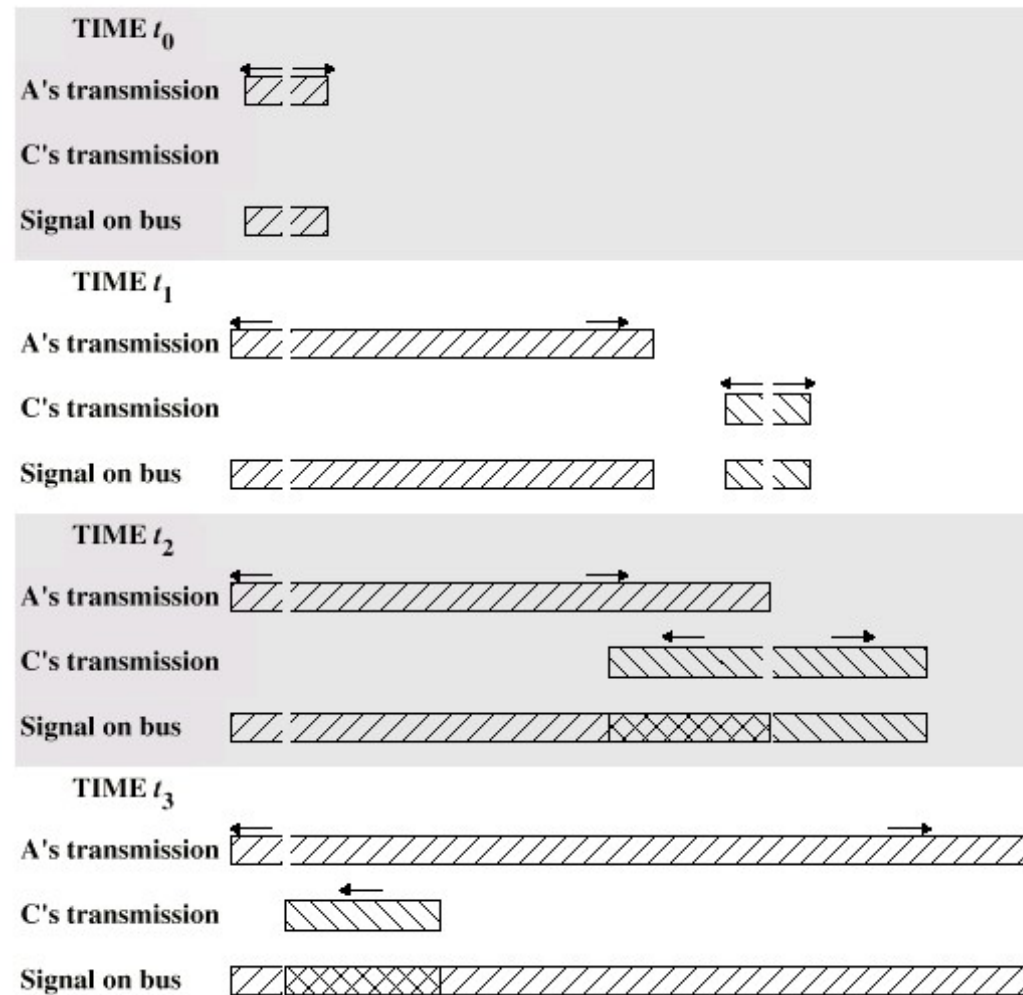 TIME t0
A's transmission
C's transmission
Signal on bus
TIME t1
A's transmission
C's transmission
Signal on bus
TIME t2
A's transmission
C's transmission
Signal on bus
TIME t3
A's transmission
C's transmission
Signal on bus